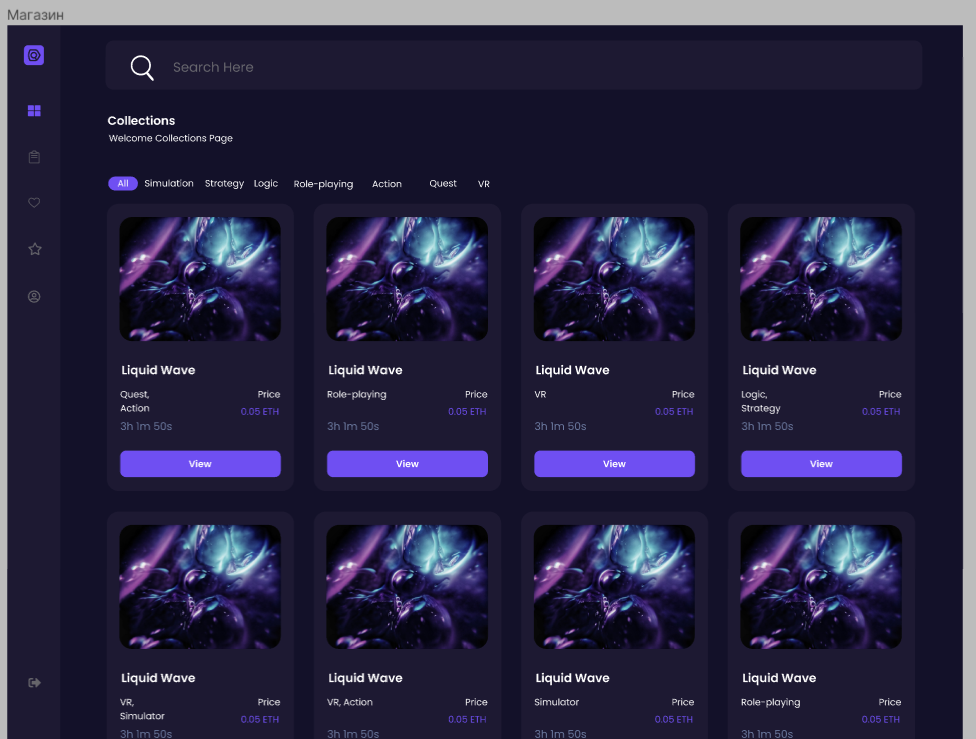 Магазин
Search Here
Collections
Welcome Collections Page
All Simulation Strategy Logic Role-playing Action Quest VR
Liquid Wave
Quest, Price
Action 0.05 ETH
3h 1m 50s
View
Liquid Wave
Role-playing Price
0.05 ETH
3h 1m 50s
View
Liquid Wave
VR Price
0.05 ETH
3h 1m 50s
View
Liquid Wave
Logic, Price
Strategy 0.05 ETH
3h 1m 50s
View
Liquid Wave
VR, Price
Simulator 0.05 ETH
3h 1m 50s
Liquid Wave
VR, Action Price
0.05 ETH
3h 1m 50s
Liquid Wave
Simulator Price
0.05 ETH
3h 1m 50s
Liquid Wave
Role-playing Price
0.05 ETH
3h 1m 50s